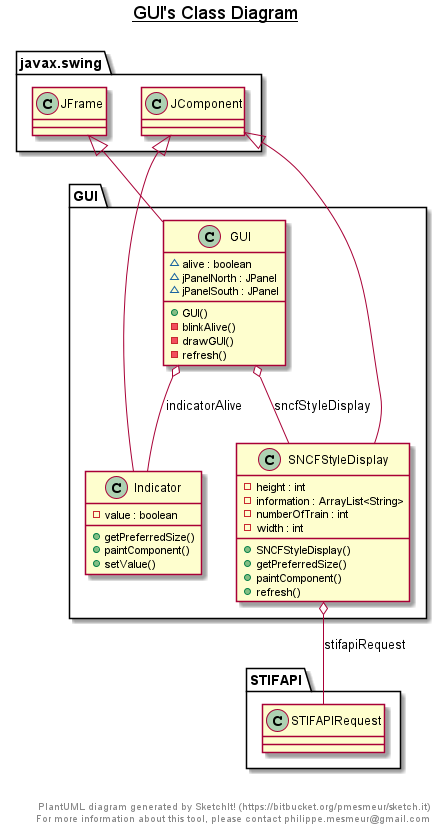 GUI's Class Diagram
javax.swing
C JFrame
C JComponent
GUI
C GUI
alive : boolean
jPanelNorth : JPanel
jPanelSouth : JPanel
GUI()
blinkAlive()
drawGUI()
refresh()
indicatorAlive
sncfStyleDisplay
C Indicator
value : boolean
getPreferredSize()
paintComponent()
setValue()
C SNCFStyleDisplay
height : int
information : ArrayList<String>
numberOfTrain : int
width : int
SNCFStyleDisplay()
getPreferredSize()
paintComponent()
refresh()
stifapiRequest
STIFAPI
C STIFAPIRequest
PlantUML diagram generated by SketchIt! (https://bitbucket.org/pmesmeur/sketch.it)
For more information about this tool, please contact philippe.mesmeur@gmail.com